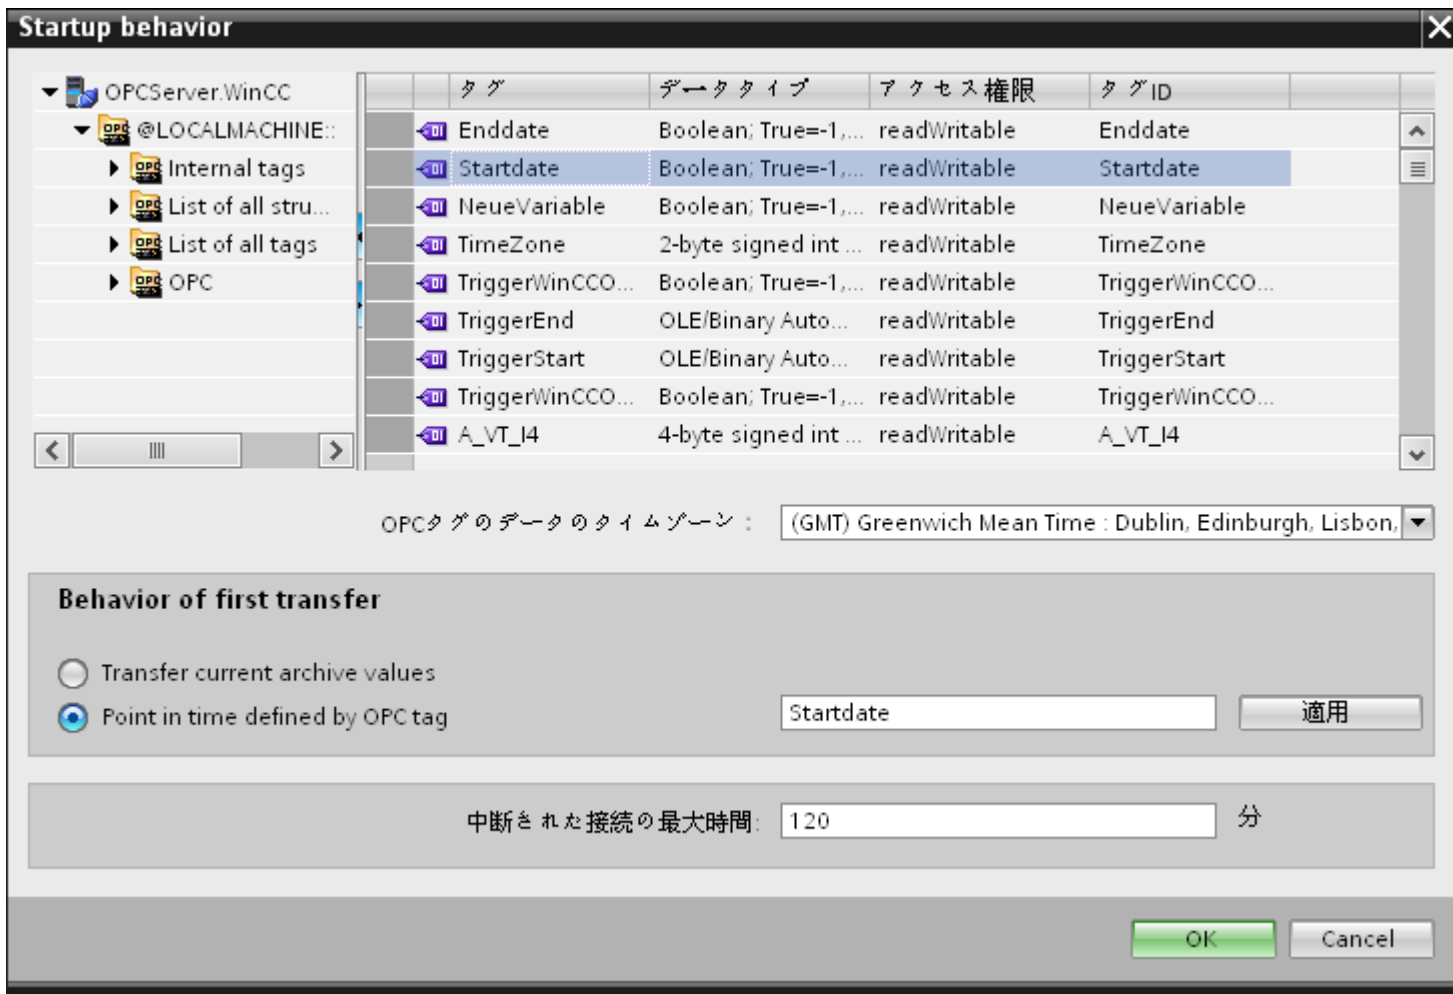 Startup behavior
OPCServer.WinCC
@LOCALMACHINE::
Internal tags
List of all stru...
List of all tags
OPC
タグ データタイプ アクセス権限 タグID
Enddate Boolean; True=-1,... readWritable Enddate
Startdate Boolean; True=-1,... readWritable Startdate
NeueVariable Boolean; True=-1,... readWritable NeueVariable
TimeZone 2-byte signed int ... readWritable TimeZone
TriggerWinCCO... Boolean; True=-1,... readWritable TriggerWinCCO...
TriggerEnd OLE/Binary Auto... readWritable TriggerEnd
TriggerStart OLE/Binary Auto... readWritable TriggerStart
TriggerWinCCO... Boolean; True=-1,... readWritable TriggerWinCCO...
A_VT_I4 4-byte signed int ... readWritable A_VT_I4
OPCタグのデータのタイムゾーン: (GMT) Greenwich Mean Time : Dublin, Edinburgh, Lisbon,
Behavior of first transfer
Transfer current archive values
Point in time defined by OPC tag Startdate 適用
中断された接続の最大時間: 120 分
OK Cancel